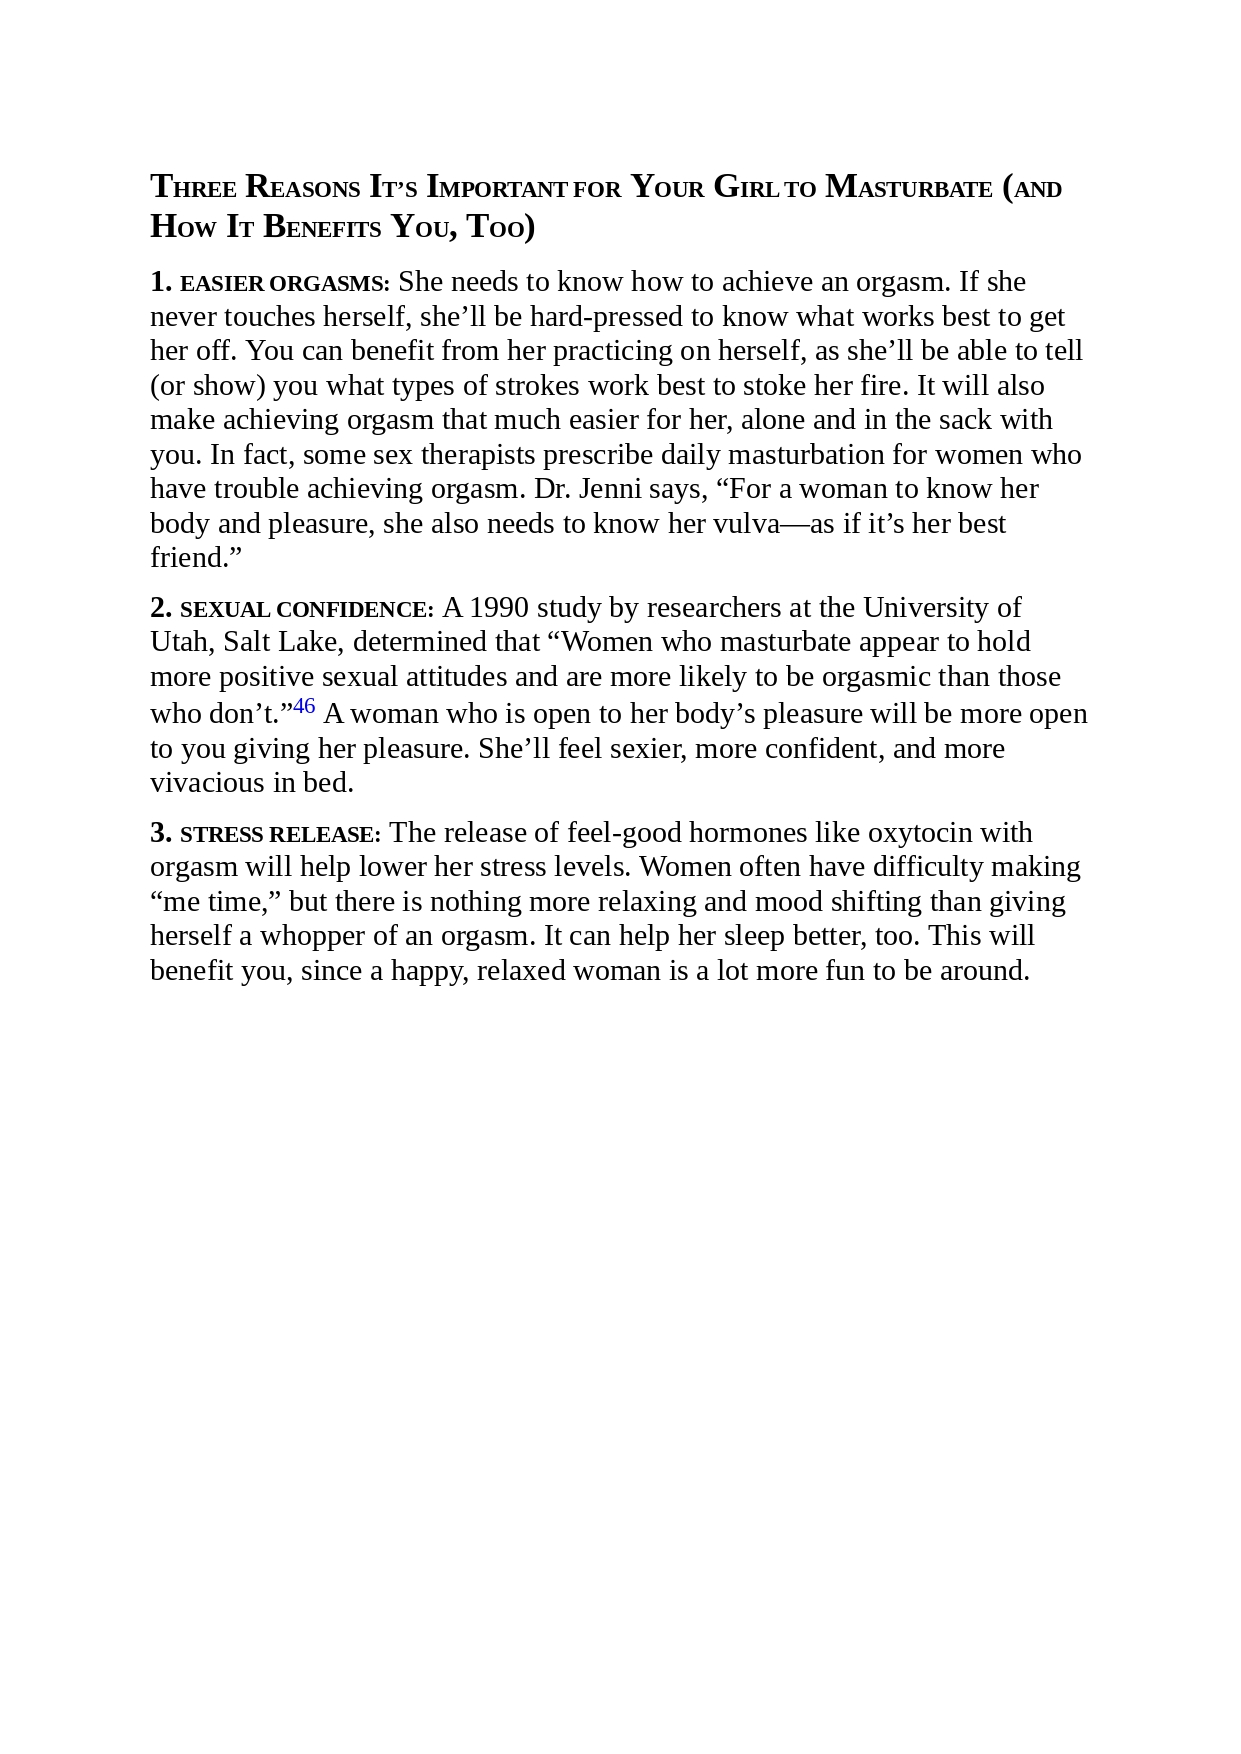 Three Reasons It’s Important for Your Girl to Masturbate (and
How It Benefits You, Too)
1. EASIER ORGASMS: She needs to know how to achieve an orgasm. If she
never touches herself, she’ll be hard-pressed to know what works best to get
her off. You can benefit from her practicing on herself, as she’ll be able to tell
(or show) you what types of strokes work best to stoke her fire. It will also
make achieving orgasm that much easier for her, alone and in the sack with
you. In fact, some sex therapists prescribe daily masturbation for women who
have trouble achieving orgasm. Dr. Jenni says, “For a woman to know her
body and pleasure, she also needs to know her vulva—as if it’s her best
friend.”
2. SEXUAL CONFIDENCE: A 1990 study by researchers at the University of
Utah, Salt Lake, determined that “Women who masturbate appear to hold
more positive sexual attitudes and are more likely to be orgasmic than those
who don’t.”46 A woman who is open to her body’s pleasure will be more open
to you giving her pleasure. She’ll feel sexier, more confident, and more
vivacious in bed.
3. STRESS RELEASE: The release of feel-good hormones like oxytocin with
orgasm will help lower her stress levels. Women often have difficulty making
“me time,” but there is nothing more relaxing and mood shifting than giving
herself a whopper of an orgasm. It can help her sleep better, too. This will
benefit you, since a happy, relaxed woman is a lot more fun to be around.